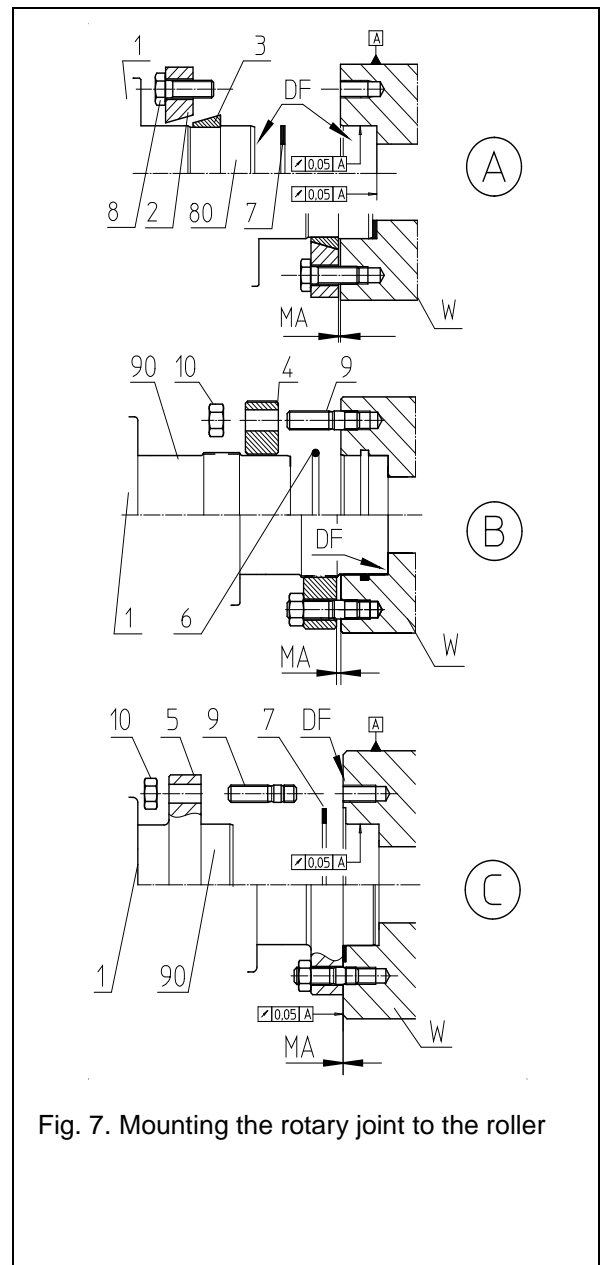 A
1
3
DF
0,05 A
0,05 A
A
8 2 80 7
MA
W
90
10
4
9
B
DF
1
6
W
MA
10
5
9
7
DF
A
0,05 A
C
1
90
0,05 A
W
MA
Fig. 7. Mounting the rotary joint to the roller